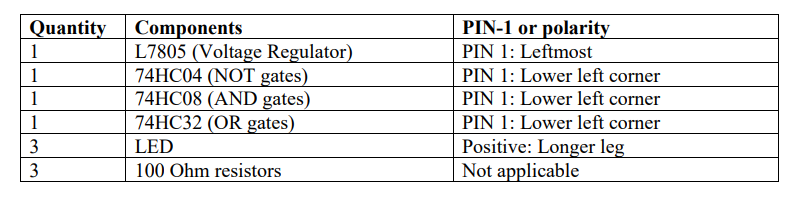 Quantity Components PIN-1 or polarity
1 L7805 (Voltage Regulator) PIN 1: Leftmost
1 74HC04 (NOT gates) PIN 1: Lower left corner
1 74HC08 (AND gates) PIN 1: Lower left corner
1 74HC32 (OR gates) PIN 1: Lower left corner
3 LED Positive: Longer leg
3 100 Ohm resistors Not applicable